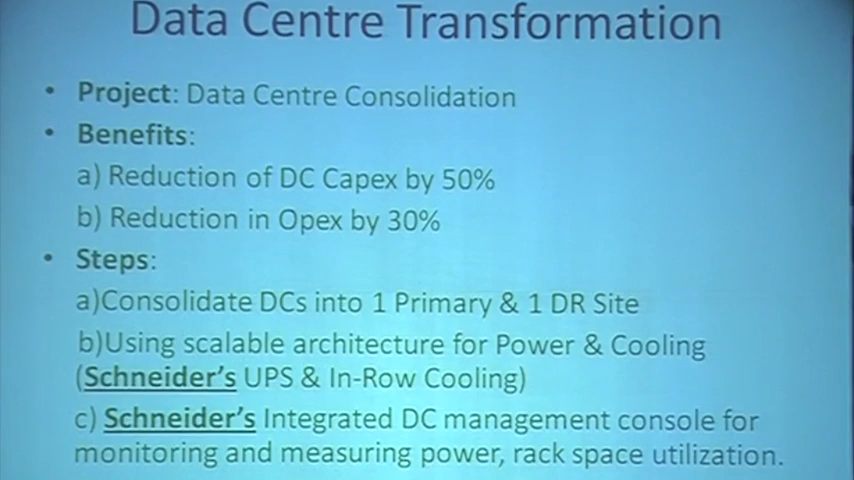 Data Centre Transformation
• Project: Data Centre Consolidation
• Benefits:
a) Reduction of DC Capex by 50%
b) Reduction in Opex by 30%
• Steps:
a)Consolidate DCs into 1 Primary & 1 DR Site
b)Using scalable architecture for Power & Cooling
(Schneider's UPS & In-Row Cooling)
c) Schneider's Integrated DC management console for
monitoring and measuring power, rack space utilization.